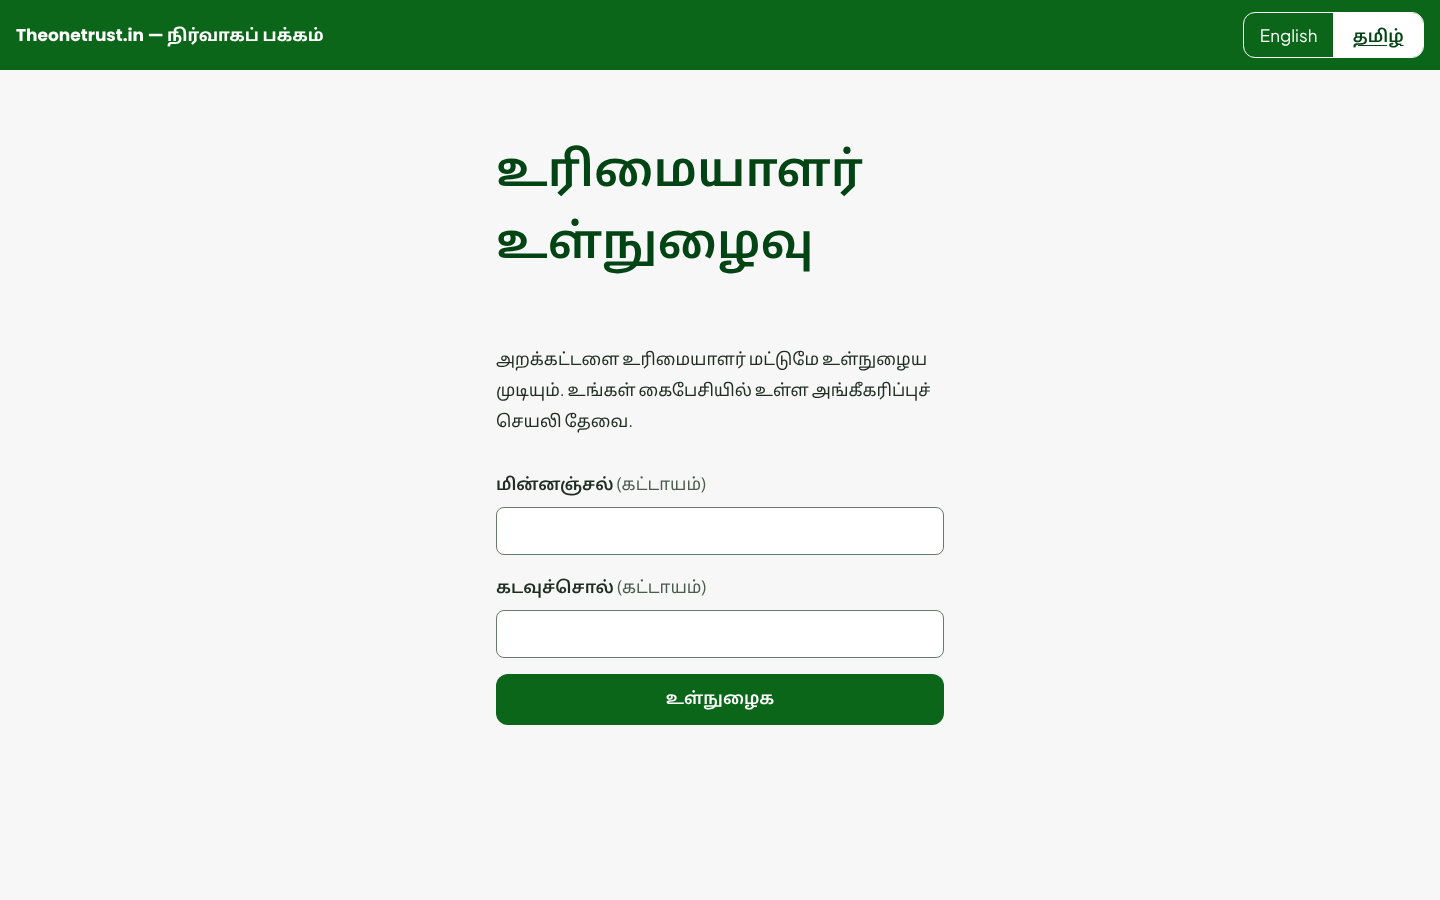 Theonetrust.in — நிர்வாகப் பக்கம்
English
தமிழ்
உரிமையாளர்
உள்நுழைவு
அறக்கட்டளை உரிமையாளர் மட்டுமே உள்நுழைய
முடியும். உங்கள் கைபேசியில் உள்ள அங்கீகரிப்புச்
செயலி தேவை.
மின்னஞ்சல் (கட்டாயம்)
கடவுச்சொல் (கட்டாயம்)
உள்நுழைக